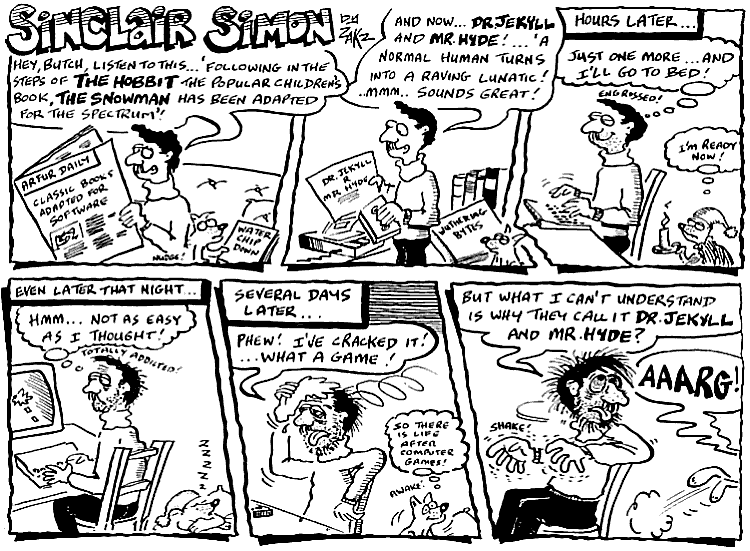 SINCLAIR SIMON
BY
ZAKZ
HEY, BUTCH, LISTEN TO THIS...'FOLLOWING IN THE
STEPS OF THE HOBBIT THE POPULAR CHILDREN'S
BOOK, THE SNOWMAN HAS BEEN ADAPTED
FOR THE SPECTRUM'!
ARTUR DAILY
CLASSIC BOOKS
ADAPTED FOR
SOFTWARE
NUDGE!
WATER
CHIP
DOWN
AND NOW... DR.JEKYLL
AND MR.HYDE!...'A
NORMAL HUMAN TURNS
INTO A RAVING LUNATIC!
..MMM.. SOUNDS GREAT!
DR.JEKYLL
&
MR.HYDE
WUTHERING
BYTES
HOURS LATER...
JUST ONE MORE...AND
I'LL GO TO BED!
ENGROSSED!
I'M READY
NOW!
EVEN LATER THAT NIGHT...
HMM... NOT AS EASY
AS I THOUGHT!
TOTALLY ADDICTED!
ZZZZZ
SEVERAL DAYS
LATER...
PHEW! I'VE CRACKED IT!
...WHAT A GAME!
SO THERE
IS LIFE
AFTER
COMPUTER
GAMES!
AWAKE!
BUT WHAT I CAN'T UNDERSTAND
IS WHY THEY CALL IT DR.JEKYLL
AND MR.HYDE?
AAARG!
SHAKE!